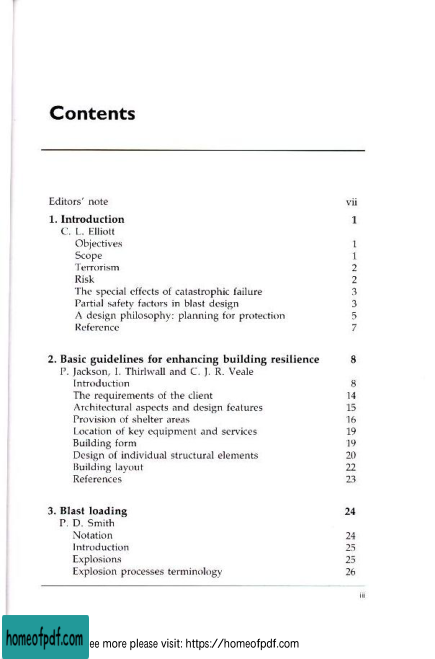 Contents
Editors' note vii
1. Introduction 1
C. L. Elliott
Objectives 1
Scope 1
Terrorism 2
Risk 2
The special effects of catastrophic failure 3
Partial safety factors in blast design 3
A design philosophy: planning for protection 5
Reference 7
2. Basic guidelines for enhancing building resilience 8
P. Jackson, I. Thirlwall and C. J. R. Veale
Introduction 8
The requirements of the client 14
Architectural aspects and design features 15
Provision of shelter areas 16
Location of key equipment and services 19
Building form 19
Design of individual structural elements 20
Building layout 22
References 23
3. Blast loading 24
P. D. Smith
Notation 24
Introduction 25
Explosions 25
Explosion processes terminology 26
iii
homeofpdf.com ee more please visit: https://homeofpdf.com